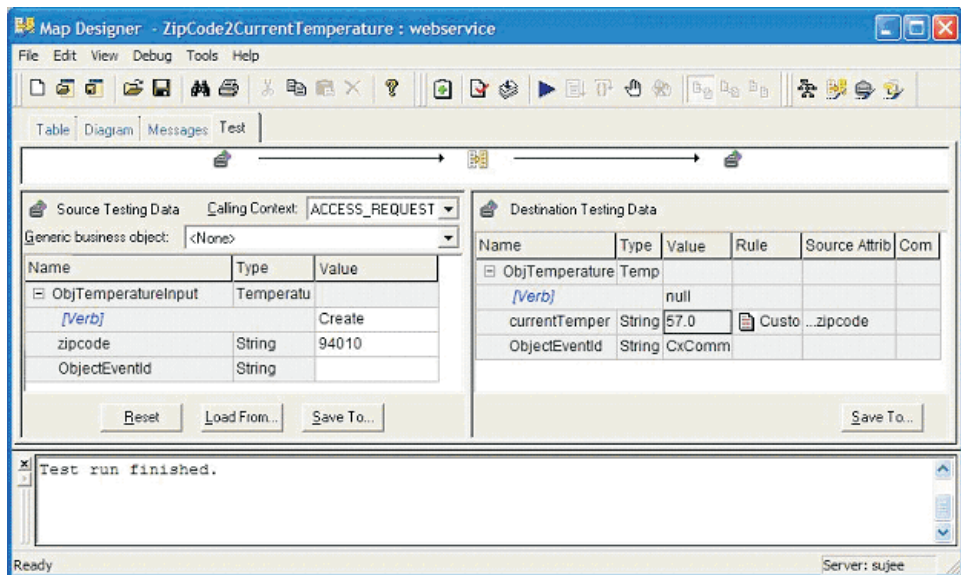 Map Designer - ZipCode2CurrentTemperature : webservice
File Edit View Debug Tools Help
Table Diagram Messages Test
Source Testing Data Calling Context: ACCESS_REQUEST
Generic business object: <None>
Name Type Value
ObjTemperatureInput Temperatu
[Verb] Create
zipcode String 94010
ObjectEventId String
Reset Load From... Save To...
Destination Testing Data
Name Type Value Rule Source Attrib Com
ObjTemperature Temp
[Verb] null
currentTemper String 57.0 Custo ...zipcode
ObjectEventId String CxComm
Save To...
Test run finished.
Ready Server: sujee